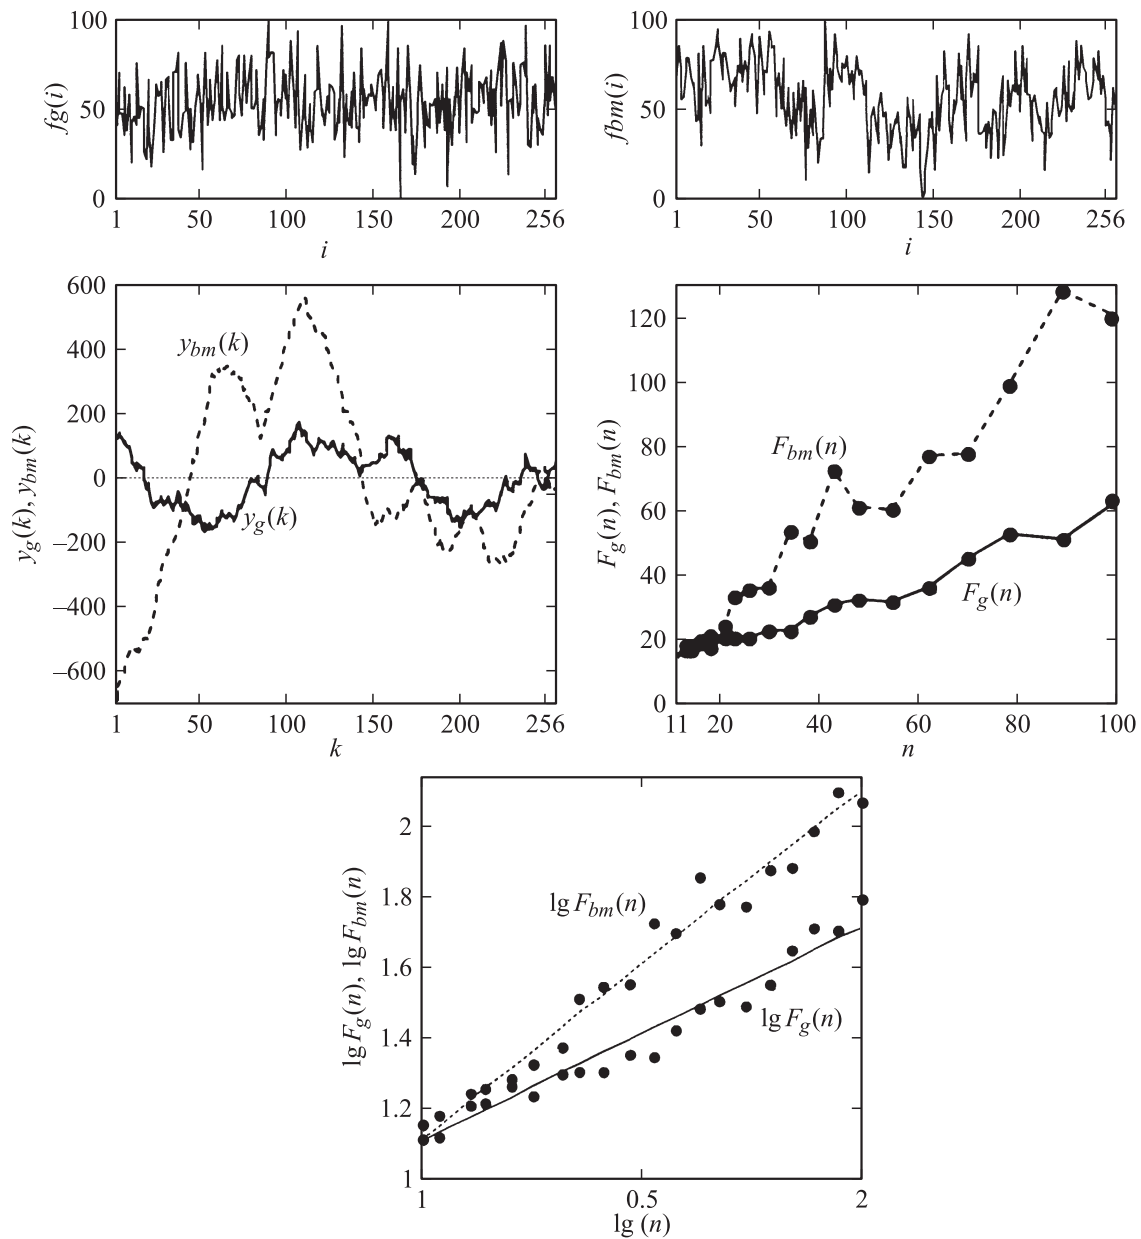 100
50
0
fg(i)
1 50 100 150 200 256
i
100
50
0
fbm(i)
1 50 100 150 200 256
i
600
400
200
0
−200
−400
−600
y_g(k), y_bm(k)
y_bm(k)
y_g(k)
1 50 100 150 200 256
k
120
100
80
60
40
20
0
F_g(n), F_bm(n)
F_bm(n)
F_g(n)
11 20 40 60 80 100
n
2
1.8
1.6
1.4
1.2
1
lg F_g(n), lg F_bm(n)
lg F_bm(n)
lg F_g(n)
1 0.5 2
lg (n)